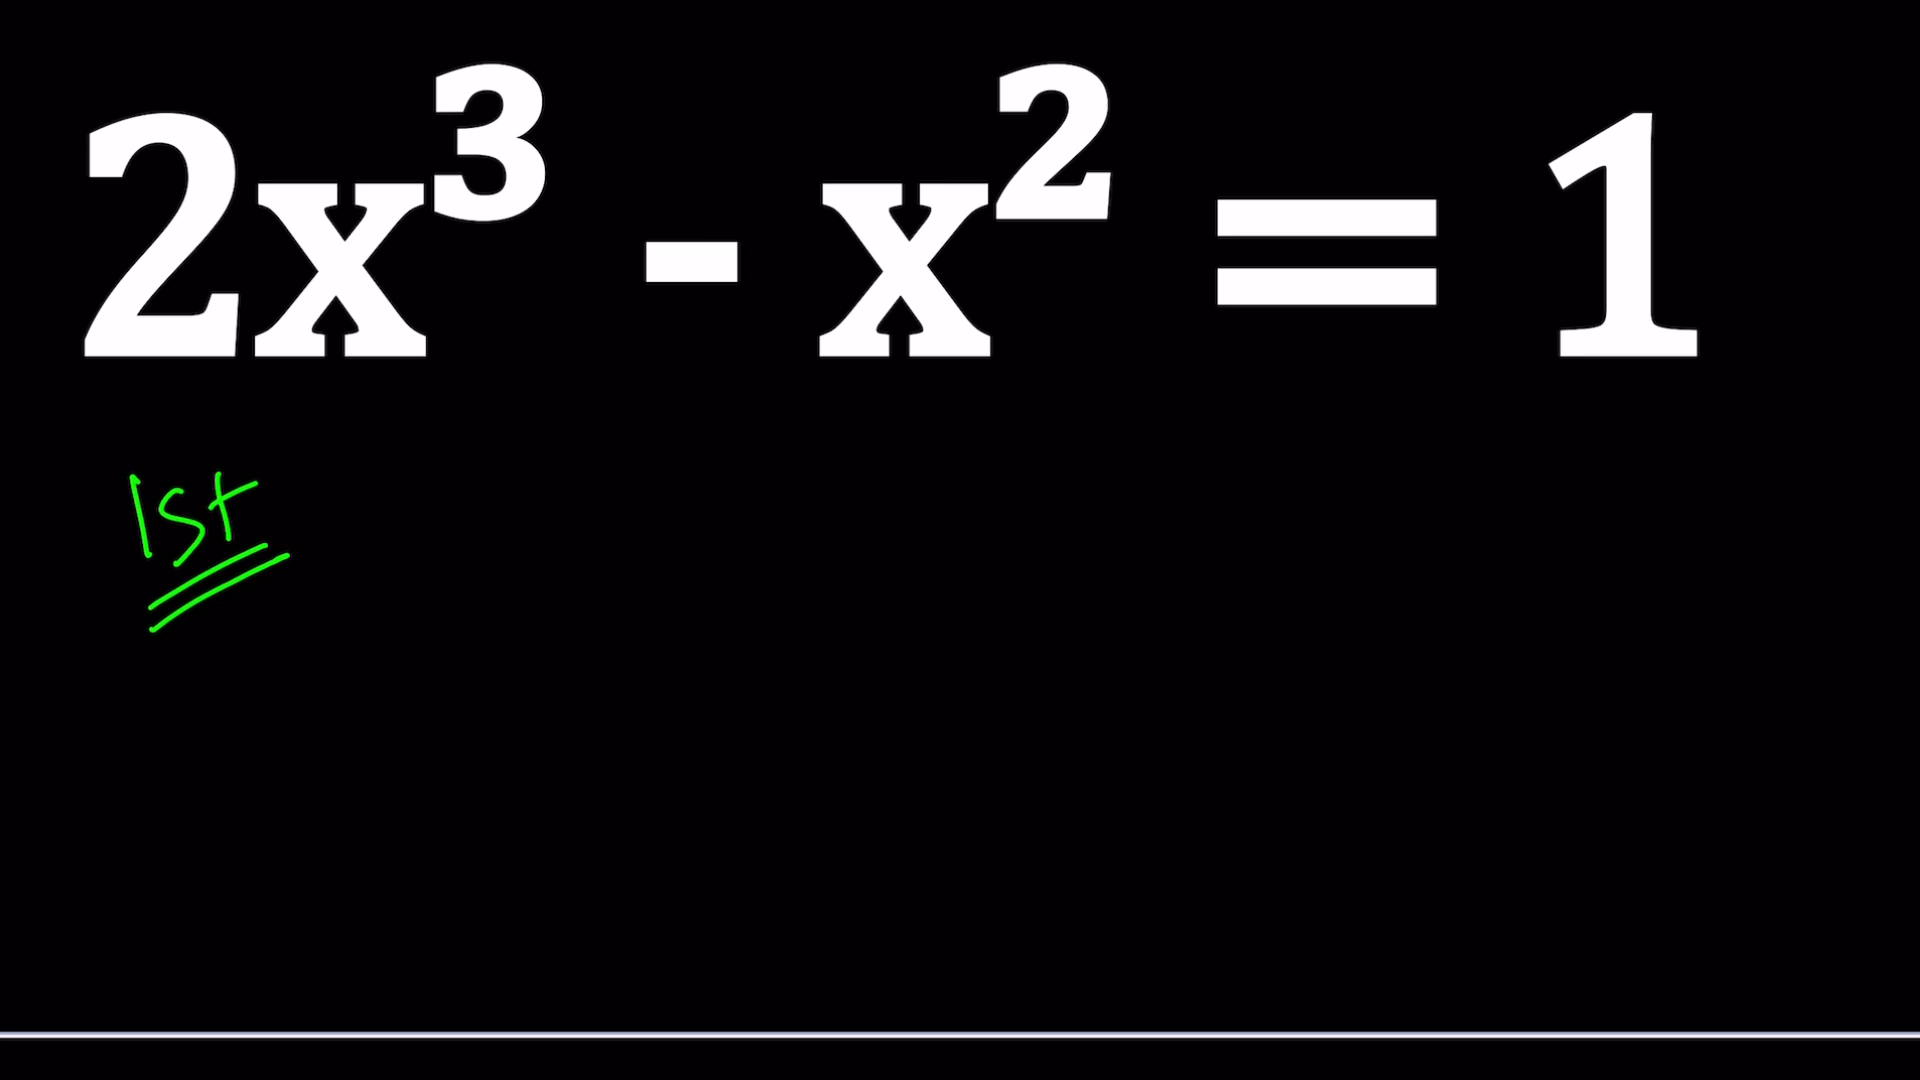 2x³ - x² = 1
1st